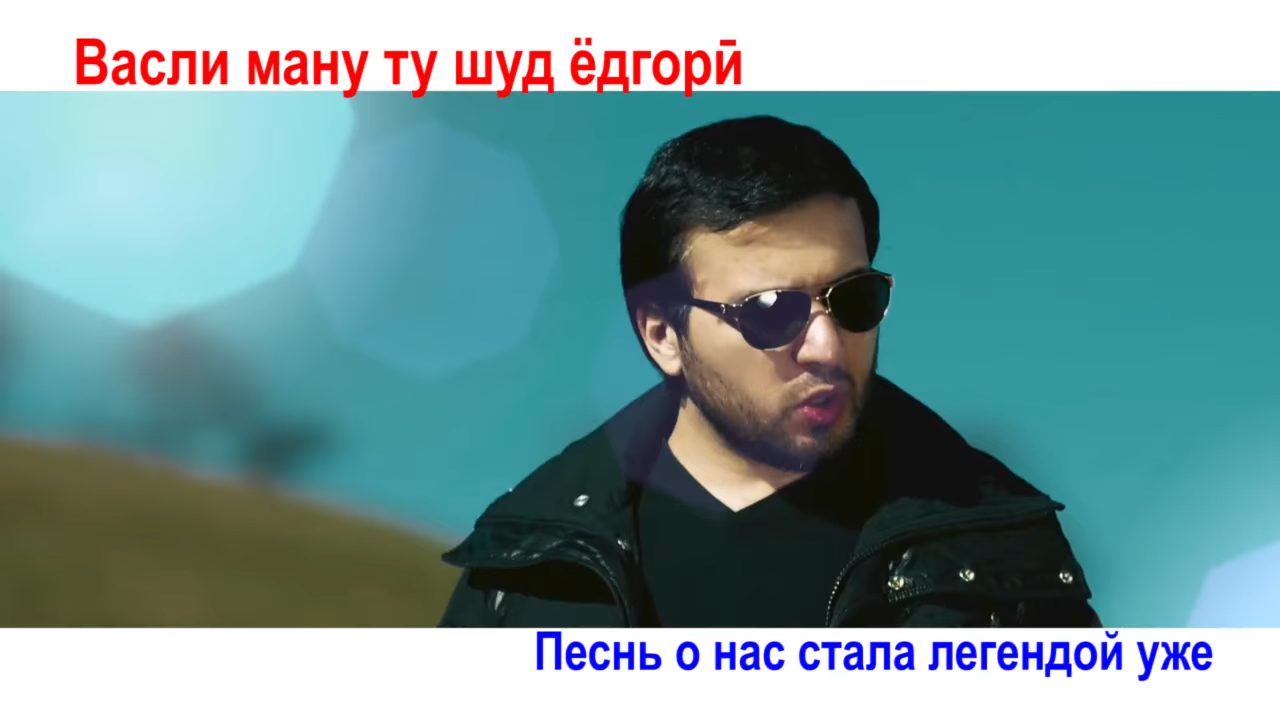 Васли ману ту шуд ёдгорӣ
Песнь о нас стала легендой уже